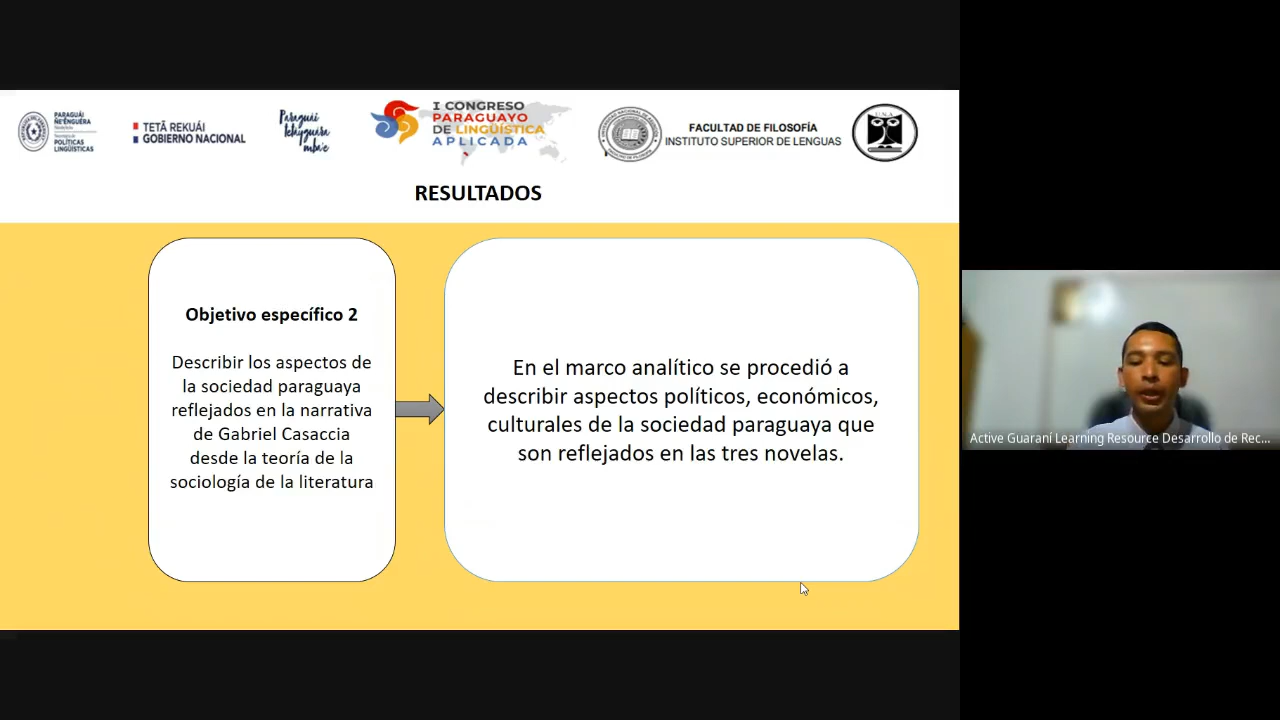 PARAGUÁI
ÑE'ẼNGUÉRA
POLÍTICAS
LINGÜÍSTICAS
TETÃ REKUÁI
GOBIERNO NACIONAL
Paraguái
tekuyguára
mba'e
I CONGRESO
PARAGUAYO
DE LINGÜÍSTICA
APLICADA
FACULTAD DE FILOSOFÍA
INSTITUTO SUPERIOR DE LENGUAS
RESULTADOS
Objetivo específico 2
Describir los aspectos de
la sociedad paraguaya
reflejados en la narrativa
de Gabriel Casaccia
desde la teoría de la
sociología de la literatura
En el marco analítico se procedió a
describir aspectos políticos, económicos,
culturales de la sociedad paraguaya que
son reflejados en las tres novelas.
Active Guaraní Learning Resource Desarrollo de Rec...